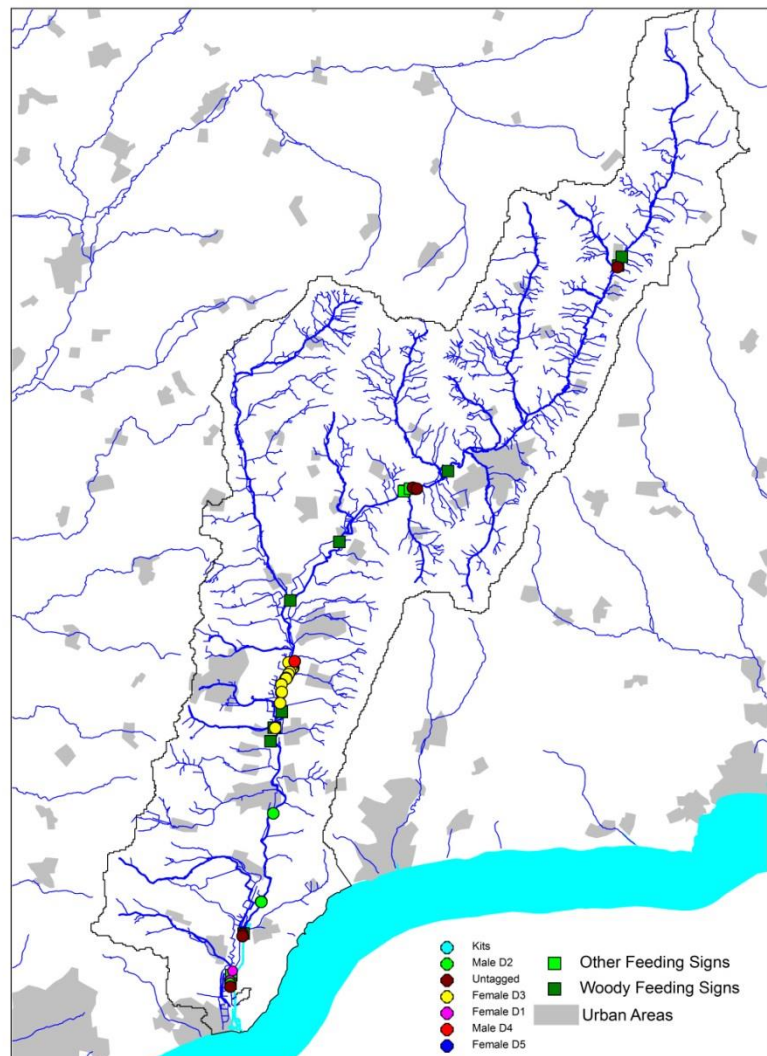 Kits
Male D2
Untagged
Female D3
Female D1
Male D4
Female D5
Other Feeding Signs
Woody Feeding Signs
Urban Areas